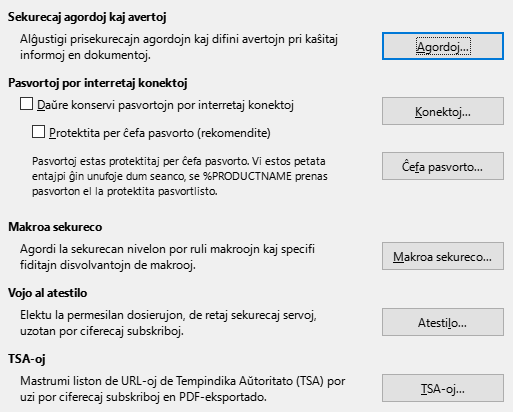 Sekurecaj agordoj kaj avertoj
Alĝustigi prisekurecajn agordojn kaj difini avertojn pri kaŝitaj
informoj en dokumentoj.
Agordoj...
Pasvortoj por interretaj konektoj
Daŭre konservi pasvortojn por interretaj konektoj
Konektoj...
Protektita per ĉefa pasvorto (rekomendite)
Pasvortoj estas protektitaj per ĉefa pasvorto. Vi estos petata
entajpi ĝin unufoje dum seanco, se %PRODUCTNAME prenas
pasvorton el la protektita pasvortlisto.
Ĉefa pasvorto...
Makroa sekureco
Agordi la sekurecan nivelon por ruli makroojn kaj specifi
fiditajn disvolvantojn de makrooj.
Makroa sekureco...
Vojo al atestilo
Elektu la permesilan dosierujon, de retaj sekurecaj servoj,
uzotan por ciferecaj subskriboj.
Atestilo...
TSA-oj
Mastrumi liston de URL-oj de Tempindika Aŭtoritato (TSA) por
uzi por ciferecaj subskriboj en PDF-eksportado.
TSA-oj...